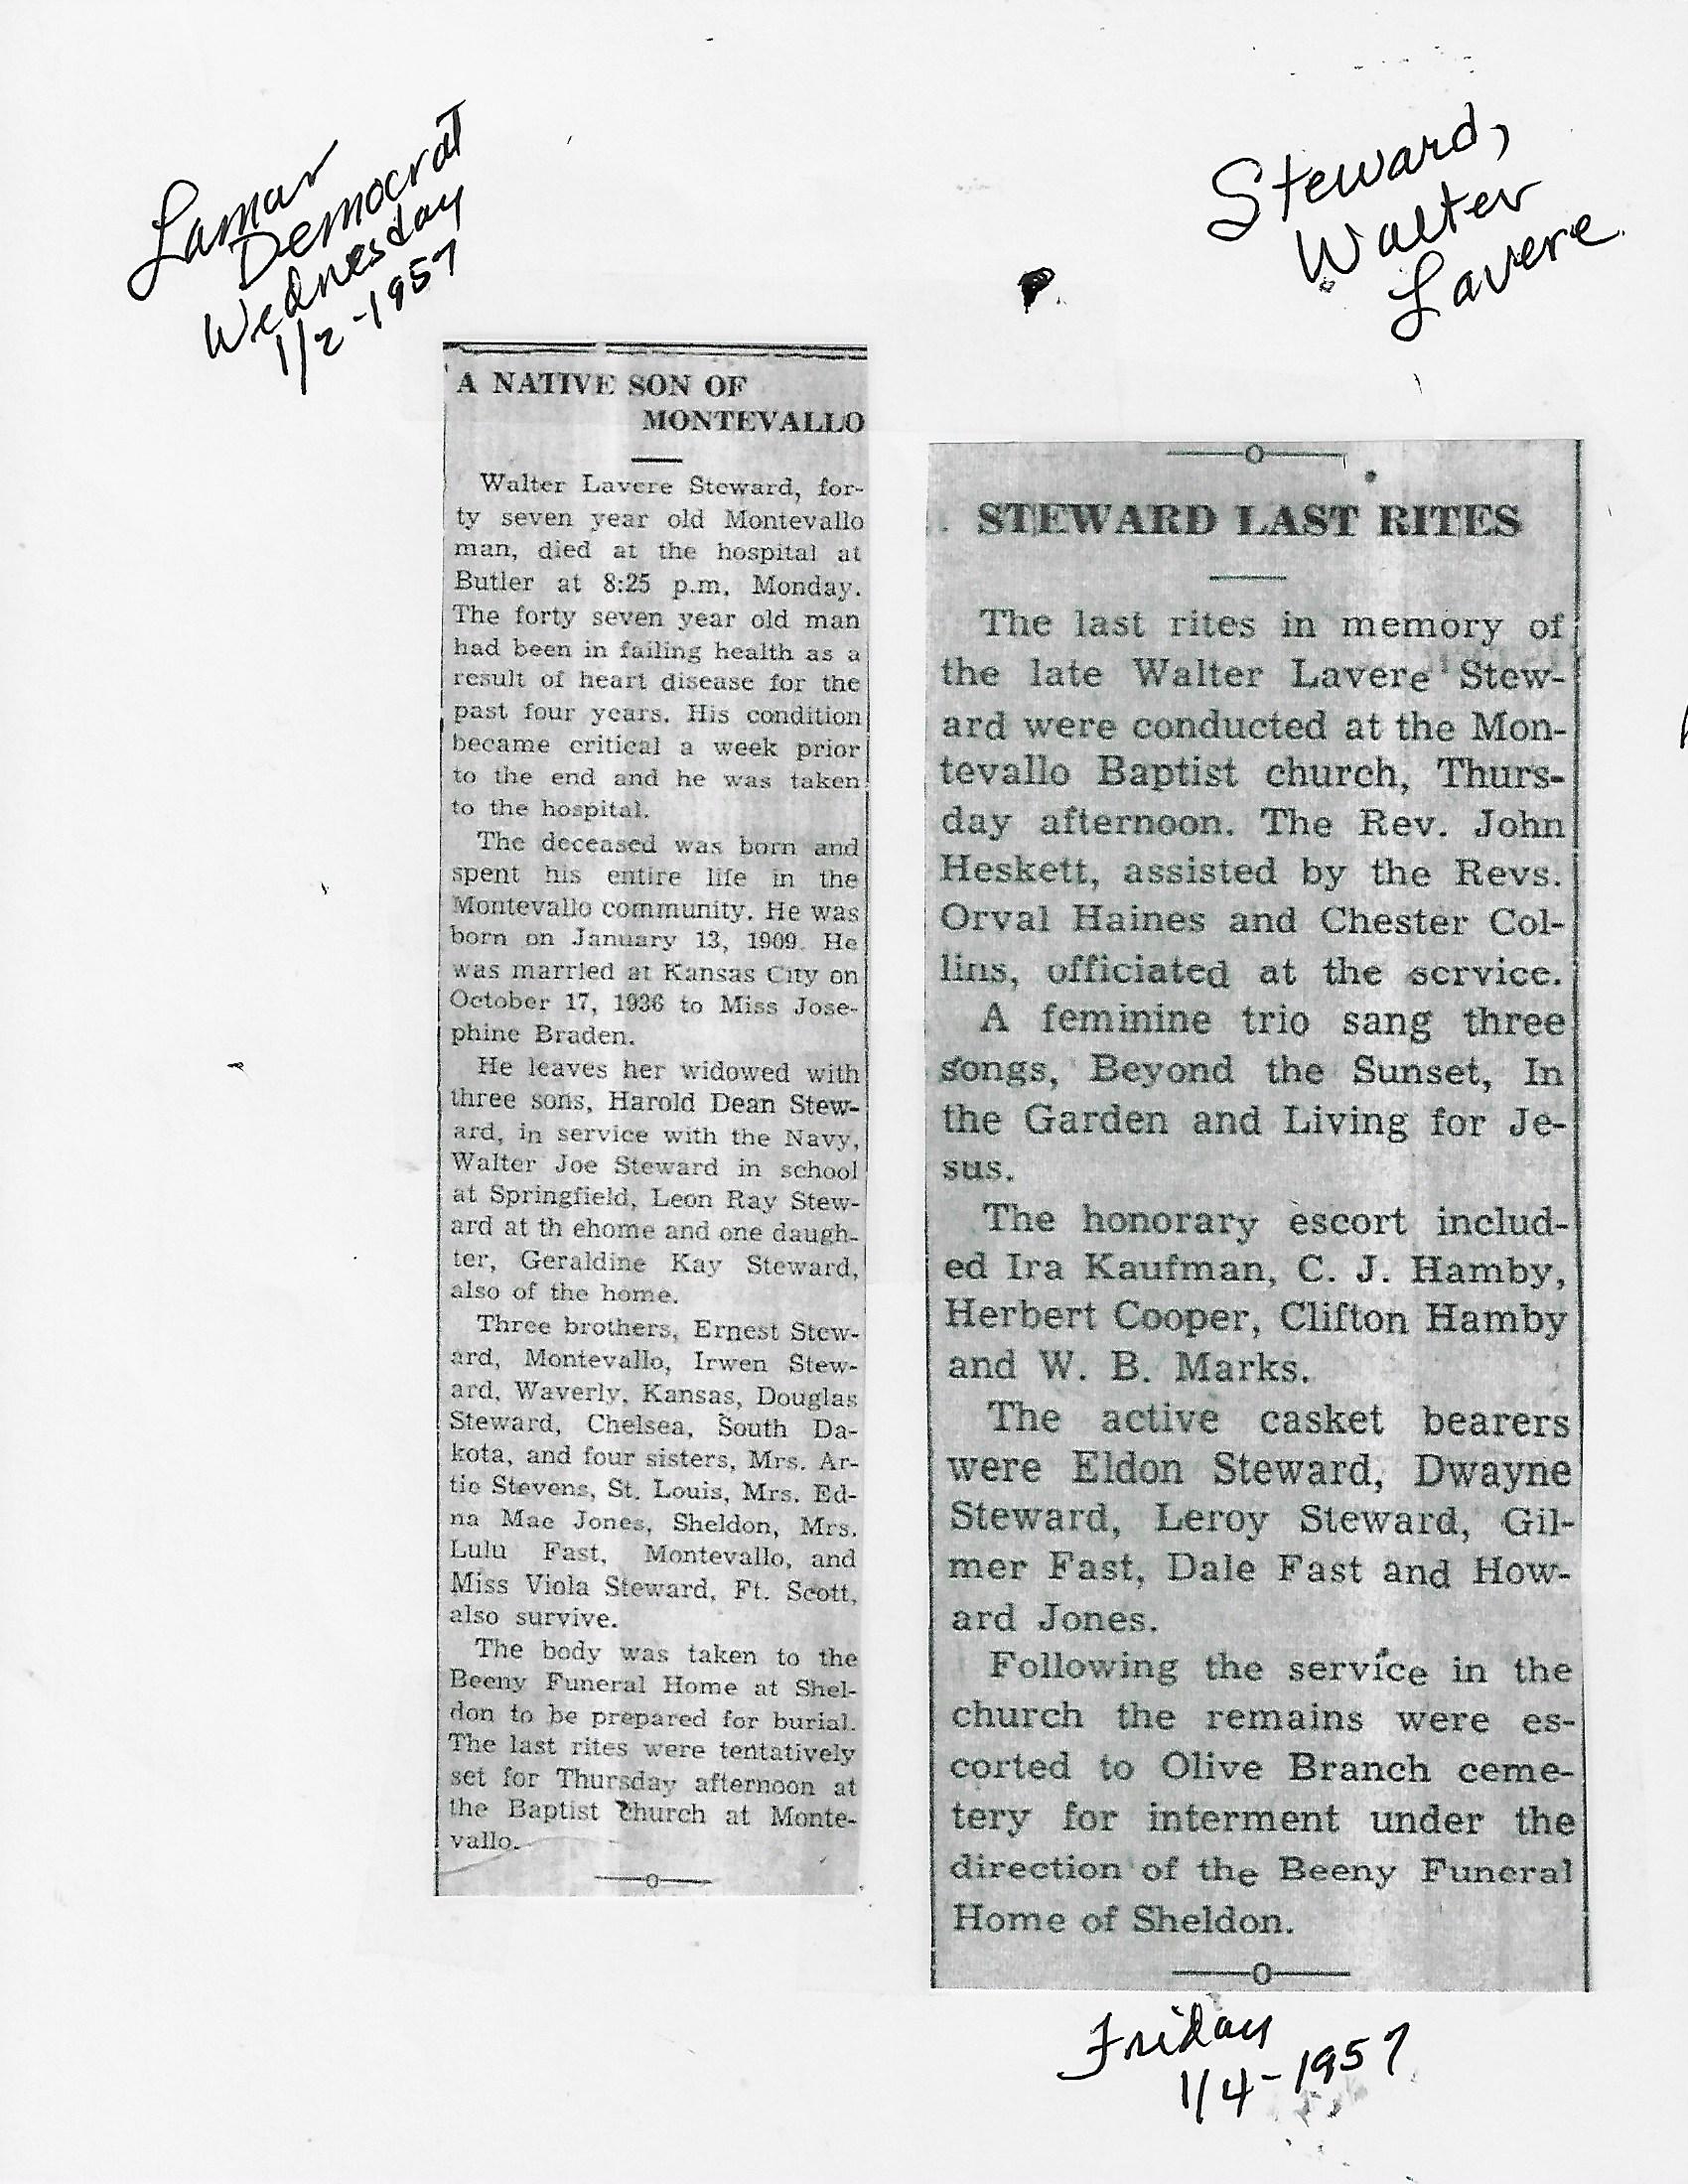 Lamar
Democrat
Wednesday
1/2-1957
Steward,
Walter
Lavere
A NATIVE SON OF
MONTEVALLO
Walter Lavere Steward, for-
ty seven year old Montevallo
man, died at the hospital at
Butler at 8:25 p.m. Monday.
The forty seven year old man
had been in failing health as a
result of heart disease for the
past four years. His condition
became critical a week prior
to the end and he was taken
to the hospital.
The deceased was born and
spent his entire life in the
Montevallo community. He was
born on January 13, 1909. He
was married at Kansas City on
October 17, 1936 to Miss Jose-
phine Braden.
He leaves her widowed with
three sons, Harold Dean Stew-
ard, in service with the Navy,
Walter Joe Steward in school
at Springfield, Leon Ray Stew-
ard at th ehome and one daugh-
ter, Geraldine Kay Steward,
also of the home.
Three brothers, Ernest Stew-
ard, Montevallo, Irwen Stew-
ard, Waverly, Kansas, Douglas
Steward, Chelsea, South Da-
kota, and four sisters, Mrs. Ar-
tie Stevens, St. Louis, Mrs. Ed-
na Mae Jones, Sheldon, Mrs.
Lulu Fast, Montevallo, and
Miss Viola Steward, Ft. Scott,
also survive.
The body was taken to the
Beeny Funeral Home at Shel-
don to be prepared for burial.
The last rites were tentatively
set for Thursday afternoon at
the Baptist church at Monte-
vallo.
STEWARD LAST RITES
The last rites in memory of
the late Walter Lavere Stew-
ard were conducted at the Mon-
tevallo Baptist church, Thurs-
day afternoon. The Rev. John
Heskett, assisted by the Revs.
Orval Haines and Chester Col-
lins, officiated at the service.
A feminine trio sang three
songs, Beyond the Sunset, In
the Garden and Living for Je-
sus.
The honorary escort includ-
ed Ira Kaufman, C. J. Hamby,
Herbert Cooper, Clifton Hamby
and W. B. Marks.
The active casket bearers
were Eldon Steward, Dwayne
Steward, Leroy Steward, Gil-
mer Fast, Dale Fast and How-
ard Jones.
Following the service in the
church the remains were es-
corted to Olive Branch ceme-
tery for interment under the
direction of the Beeny Funeral
Home of Sheldon.
Friday
1/4-1957